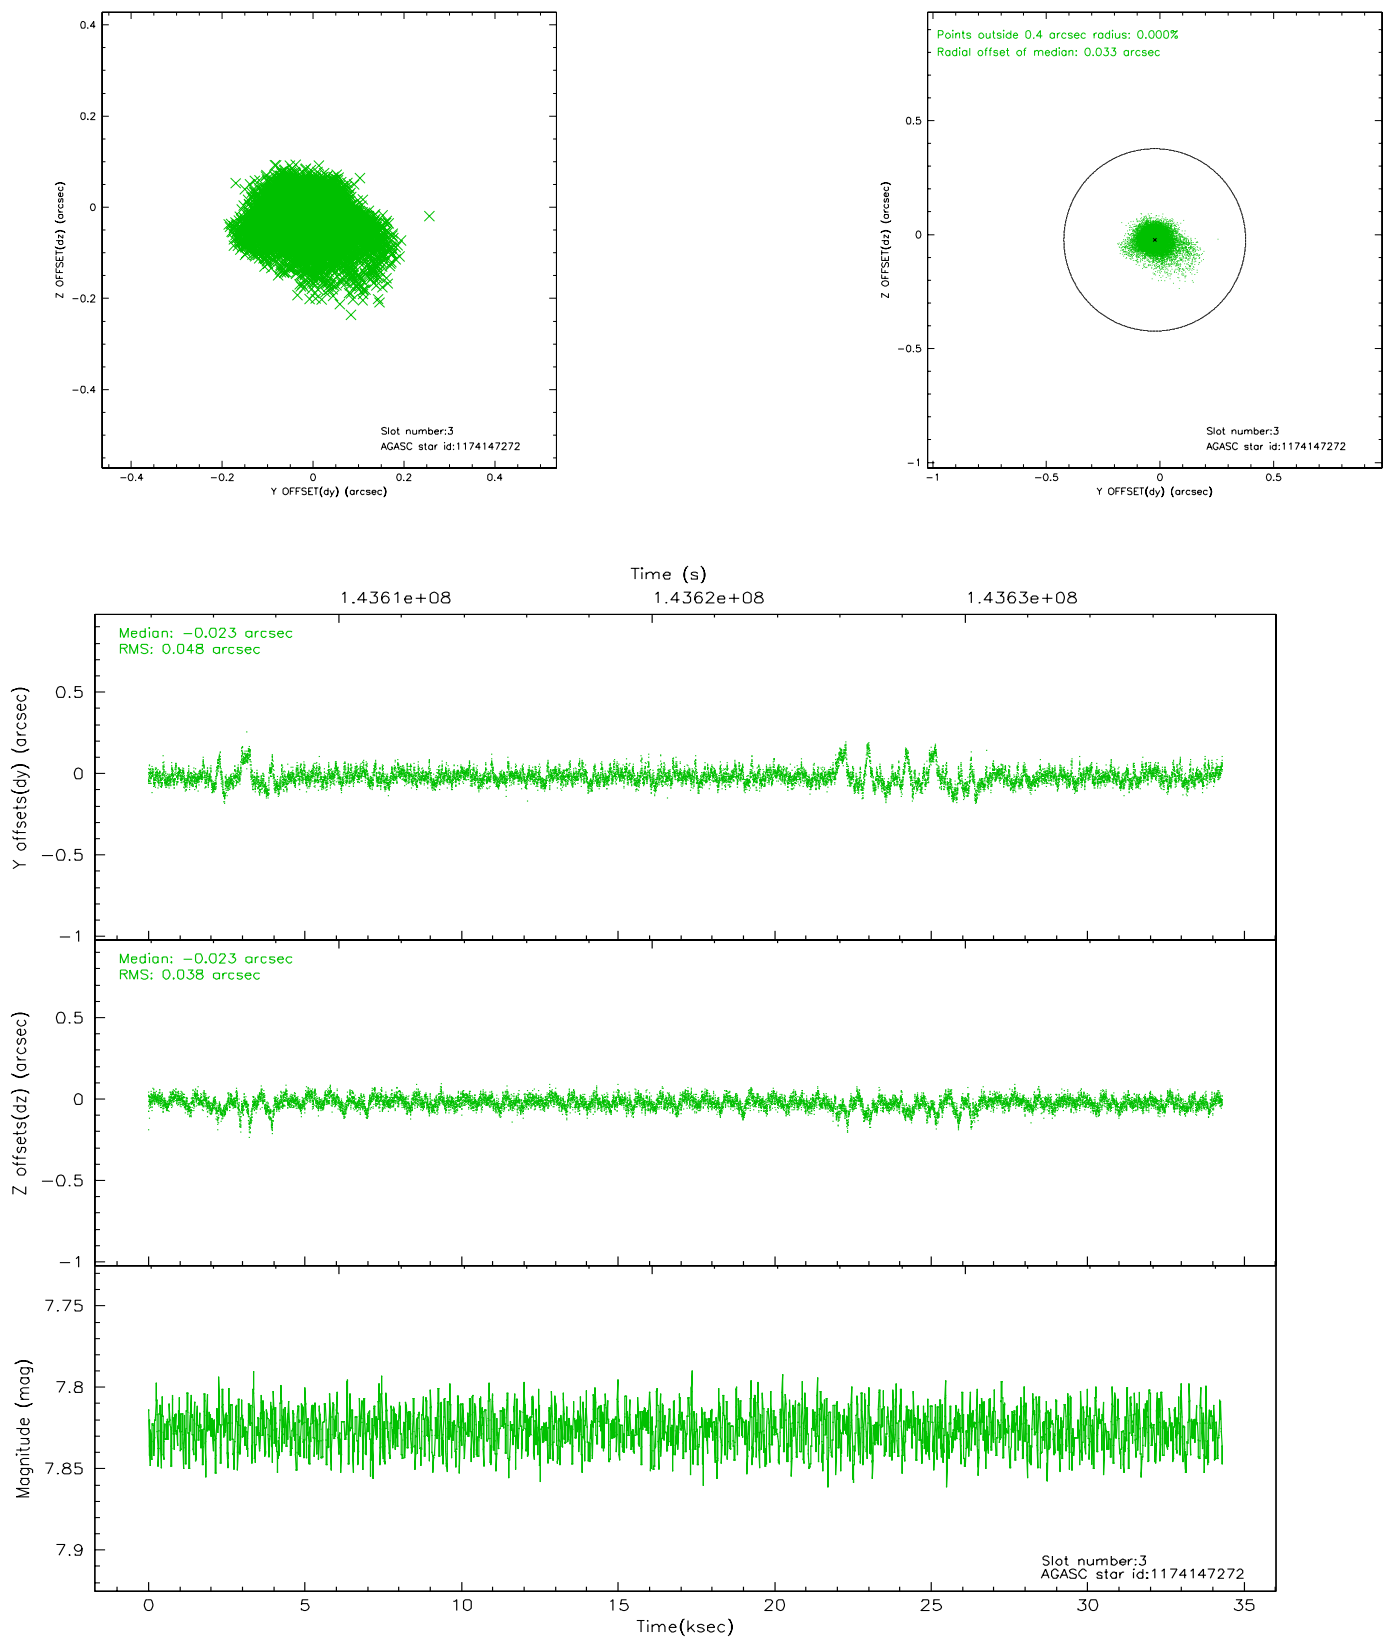 0.4
0.2
0
−0.2
−0.4
Z OFFSET(dz) (arcsec)
Slot number:3
AGASC star id:1174147272
−0.4 −0.2 0 0.2 0.4
Y OFFSET(dy) (arcsec)
Points outside 0.4 arcsec radius: 0.000%
Radial offset of median: 0.033 arcsec
0.5
0
−0.5
−1
Z OFFSET(dz) (arcsec)
Slot number:3
AGASC star id:1174147272
−1 −0.5 0 0.5
Y OFFSET(dy) (arcsec)
Time (s)
1.4361e+08 1.4362e+08 1.4363e+08
Median: −0.023 arcsec
RMS: 0.048 arcsec
0.5
0
−0.5
−1
Y offsets(dy) (arcsec)
Median: −0.023 arcsec
RMS: 0.038 arcsec
0.5
0
−0.5
−1
Z offsets(dz) (arcsec)
7.75
7.8
7.85
7.9
Magnitude (mag)
Slot number:3
AGASC star id:1174147272
0 5 10 15 20 25 30 35
Time(ksec)